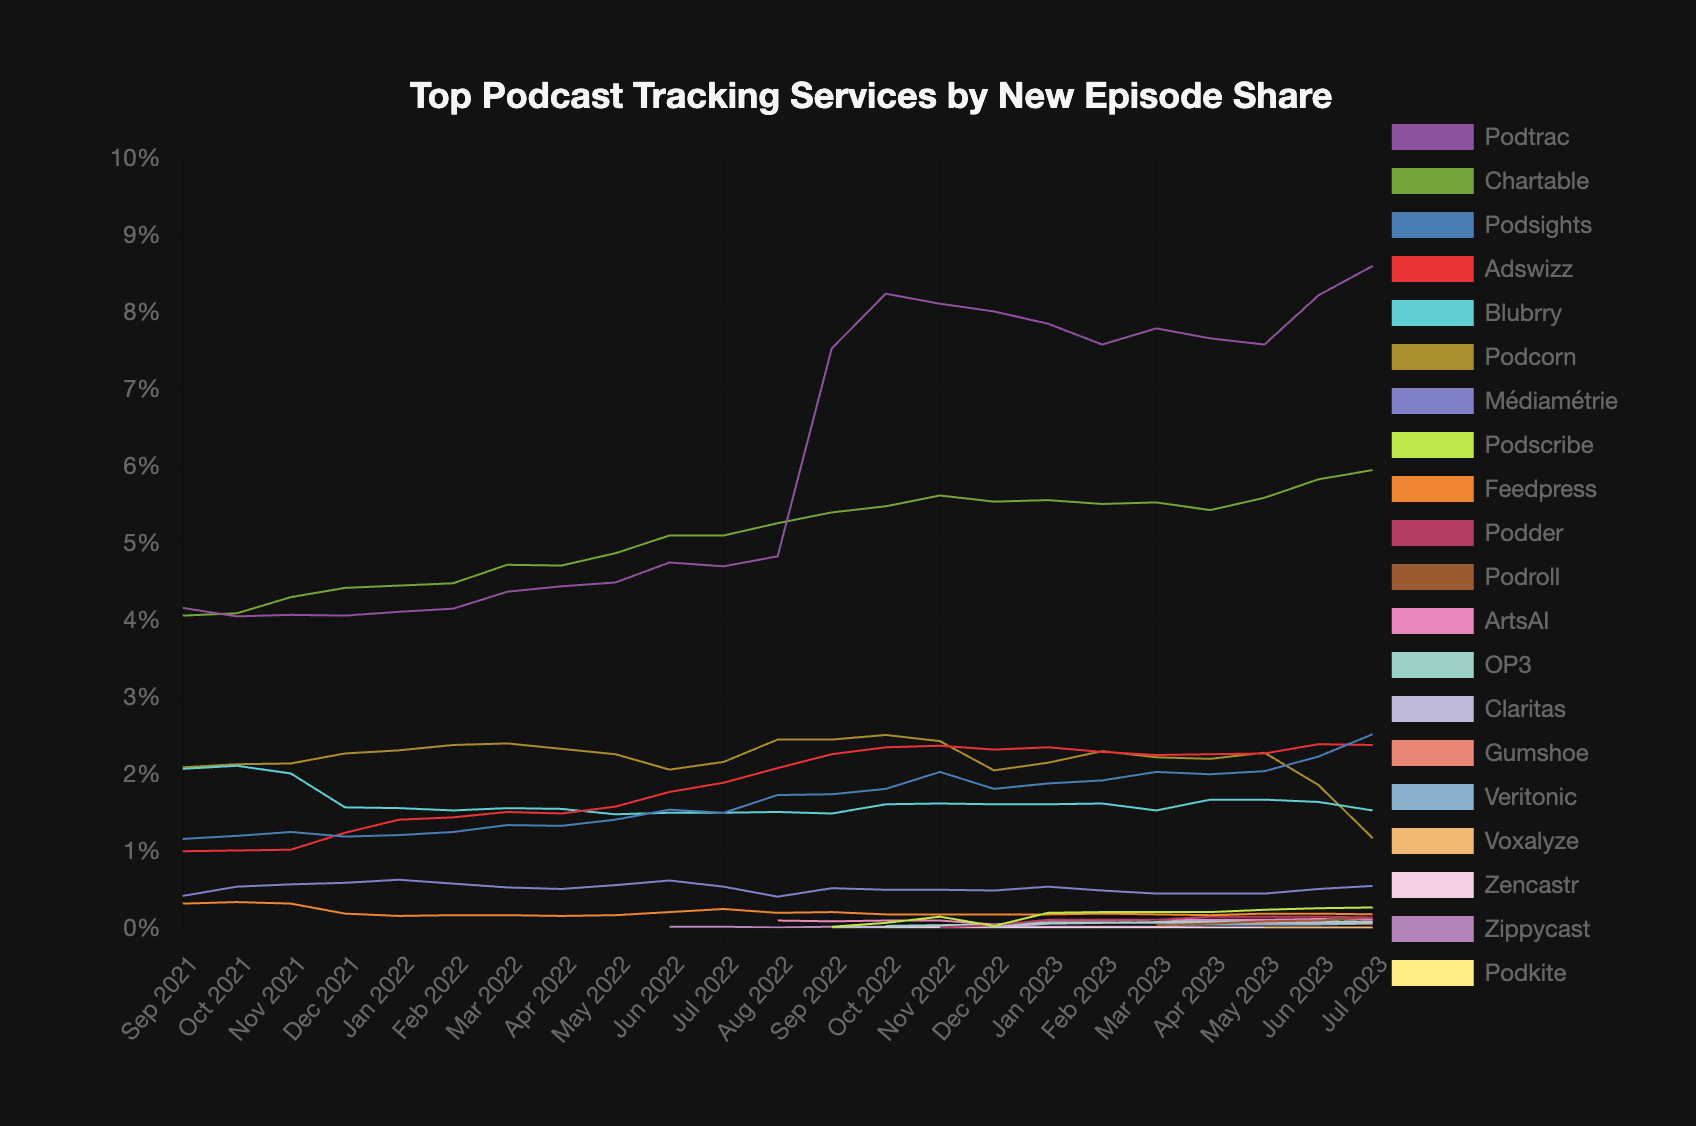 Top Podcast Tracking Services by New Episode Share
10%
9%
8%
7%
6%
5%
4%
3%
2%
1%
0%
Sep 2021
Oct 2021
Nov 2021
Dec 2021
Jan 2022
Feb 2022
Mar 2022
Apr 2022
May 2022
Jun 2022
Jul 2022
Aug 2022
Sep 2022
Oct 2022
Nov 2022
Dec 2022
Jan 2023
Feb 2023
Mar 2023
Apr 2023
May 2023
Jun 2023
Jul 2023
Podtrac
Chartable
Podsights
Adswizz
Blubrry
Podcorn
Médiamétrie
Podscribe
Feedpress
Podder
Podroll
ArtsAI
OP3
Claritas
Gumshoe
Veritonic
Voxalyze
Zencastr
Zippycast
Podkite